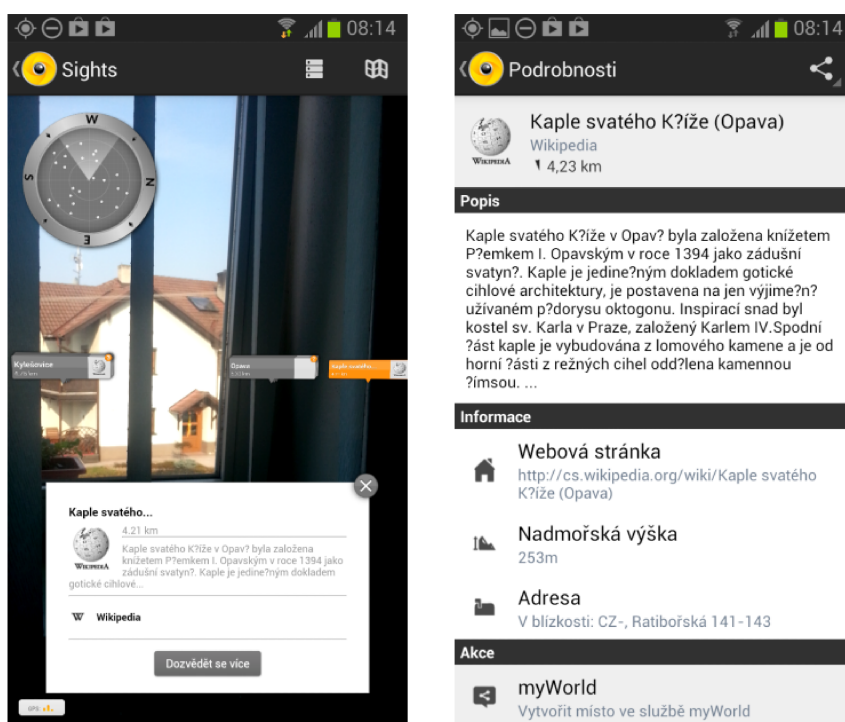 08:14
Sights
W
N
S
E
Kylešovice
Opava
Kaple svatého...
Kaple svatého...
4.21 km
Kaple svatého K?íže v Opav? byla založena
knížetem P?emkem I. Opavským v roce 1394 jako
zádušní svatyn?. Kaple je jedine?ným dokladem
gotické cihlové...
WIKIPEDIA
W Wikipedia
Dozvědět se více
GPS
08:14
Podrobnosti
Kaple svatého K?íže (Opava)
Wikipedia
4,23 km
WIKIPEDIA
Popis
Kaple svatého K?íže v Opav? byla založena knížetem
P?emkem I. Opavským v roce 1394 jako zádušní
svatyn?. Kaple je jedine?ným dokladem gotické
cihlové architektury, je postavena na jen výjime?n?
užívaném p?dorysu oktogonu. Inspirací snad byl
kostel sv. Karla v Praze, založený Karlem IV.Spodní
?ást kaple je vybudována z lomového kamene a je od
horní ?ásti z režných cihel odd?lena kamennou
?ímsou. ...
Informace
Webová stránka
http://cs.wikipedia.org/wiki/Kaple svatého
K?íže (Opava)
Nadmořská výška
253m
Adresa
V blízkosti: CZ-, Ratibořská 141-143
Akce
myWorld
Vytvořit místo ve službě myWorld